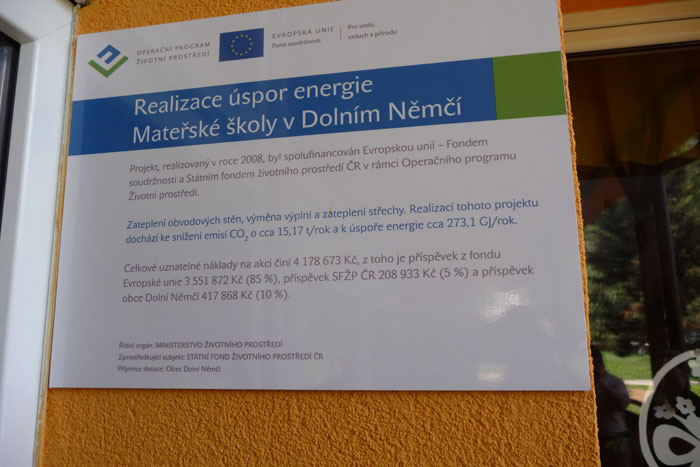 OPERAČNÍ PROGRAM
ŽIVOTNÍ PROSTŘEDÍ
EVROPSKÁ UNIE
Fond soudržnosti
Pro vodu,
vzduch a přírodu
Realizace úspor energie
Mateřské školy v Dolním Němčí
Projekt, realizovaný v roce 2008, byl spolufinancován Evropskou unií – Fondem
soudržnosti a Státním fondem životního prostředí ČR v rámci Operačního programu
Životní prostředí.
Zateplení obvodových stěn, výměna výplní a zateplení střechy. Realizací tohoto projektu
dochází ke snížení emisí CO₂ o cca 15,17 t/rok a k úspoře energie cca 273,1 GJ/rok.
Celkové uznatelné náklady na akci činí 4 178 673 Kč, z toho je příspěvek z fondu
Evropské unie 3 551 872 Kč (85 %), příspěvek SFŽP ČR 208 933 Kč (5 %) a příspěvek
obce Dolní Němčí 417 868 Kč (10 %).
Řídící orgán: MINISTERSTVO ŽIVOTNÍHO PROSTŘEDÍ
Zprostředkující subjekt: STÁTNÍ FOND ŽIVOTNÍHO PROSTŘEDÍ ČR
Příjemce dotace: Obec Dolní Němčí